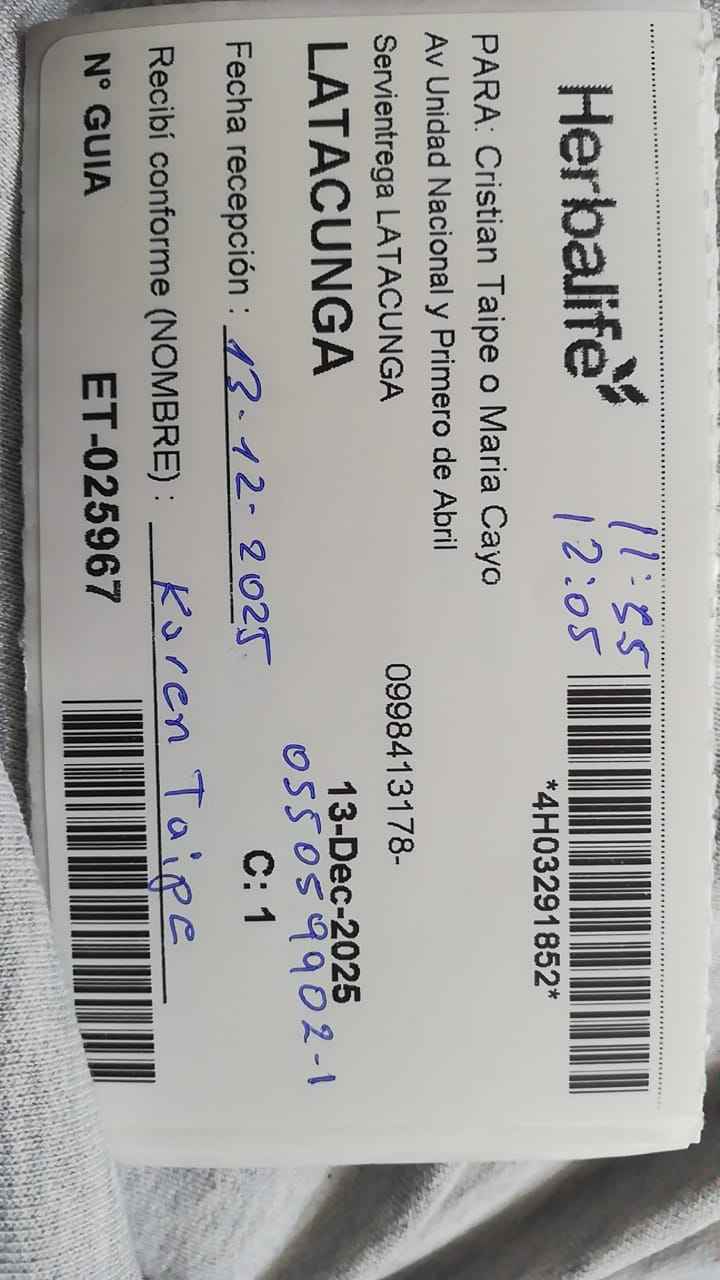 Herbalife
11:55
12:05
*4H03291852*
PARA: Cristian Taipe o Maria Cayo
Av Unidad Nacional y Primero de Abril
Servientrega LATACUNGA
0998413178-
LATACUNGA
13-Dec-2025
055059902-1
Fecha recepción : 13-12-2025
C: 1
Recibí conforme (NOMBRE) : Karen Taipe
N° GUIA ET-025967